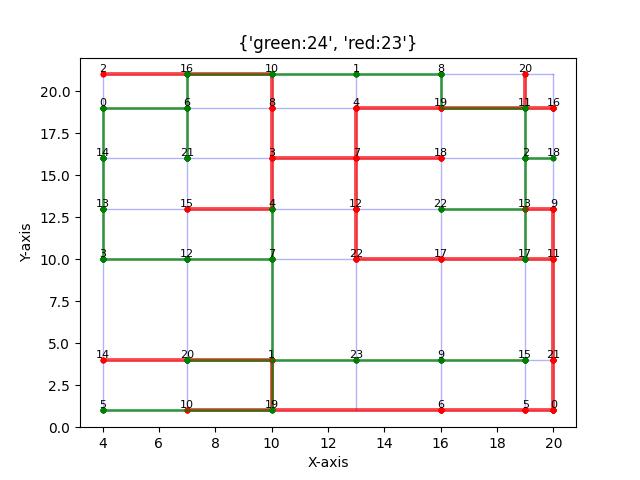 {'green:24', 'red:23'}
2 16 10 1 8 20
20.0
0 6 8 4 19 11 16
17.5
14 21 3 7 18 2 18
15.0
13 15 4 12 22 13 9
12.5
Y-axis
3 12 7 22 17 17 11
10.0
7.5
5.0
14 20 1 23 9 15 21
2.5
5 10 19 6 5 0
0.0
4 6 8 10 12 14 16 18 20
X-axis